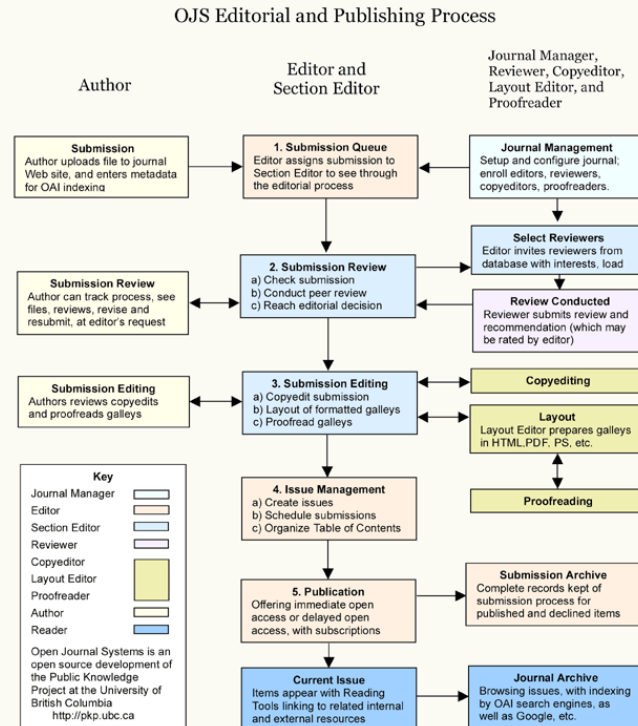 OJS Editorial and Publishing Process
Author
Editor and
Section Editor
Journal Manager,
Reviewer, Copyeditor,
Layout Editor, and
Proofreader
Submission
Author uploads file to journal
Web site, and enters metadata
for OAI indexing
1. Submission Queue
Editor assigns submission to
Section Editor to see through
the editorial process
Journal Management
Setup and configure journal;
enroll editors, reviewers,
copyeditors, proofreaders.
Select Reviewers
Editor invites reviewers from
database with interests, load
Submission Review
Author can track process, see
files, reviews, revise and
resubmit, at editor's request
2. Submission Review
a) Check submission
b) Conduct peer review
c) Reach editorial decision
Review Conducted
Reviewer submits review and
recommendation (which may
be rated by editor)
Submission Editing
Authors reviews copyedits
and proofreads galleys
3. Submission Editing
a) Copyedit submission
b) Layout of formatted galleys
c) Proofread galleys
Copyediting
Layout
Layout Editor prepares galleys
in HTML.PDF, PS, etc.
Proofreading
Key
Journal Manager
Editor
Section Editor
Reviewer
Copyeditor
Layout Editor
Proofreader
Author
Reader
Open Journal Systems is an
open source development of
the Public Knowledge
Project at the University of
British Columbia
http://pkp.ubc.ca
4. Issue Management
a) Create issues
b) Schedule submissions
c) Organize Table of Contents
5. Publication
Offering immediate open
access or delayed open
access, with subscriptions
Submission Archive
Complete records kept of
submission process for
published and declined items
Current Issue
Items appear with Reading
Tools linking to related internal
and external resources
Journal Archive
Browsing issues, with indexing
by OAI search engines, as
well as Google, etc.